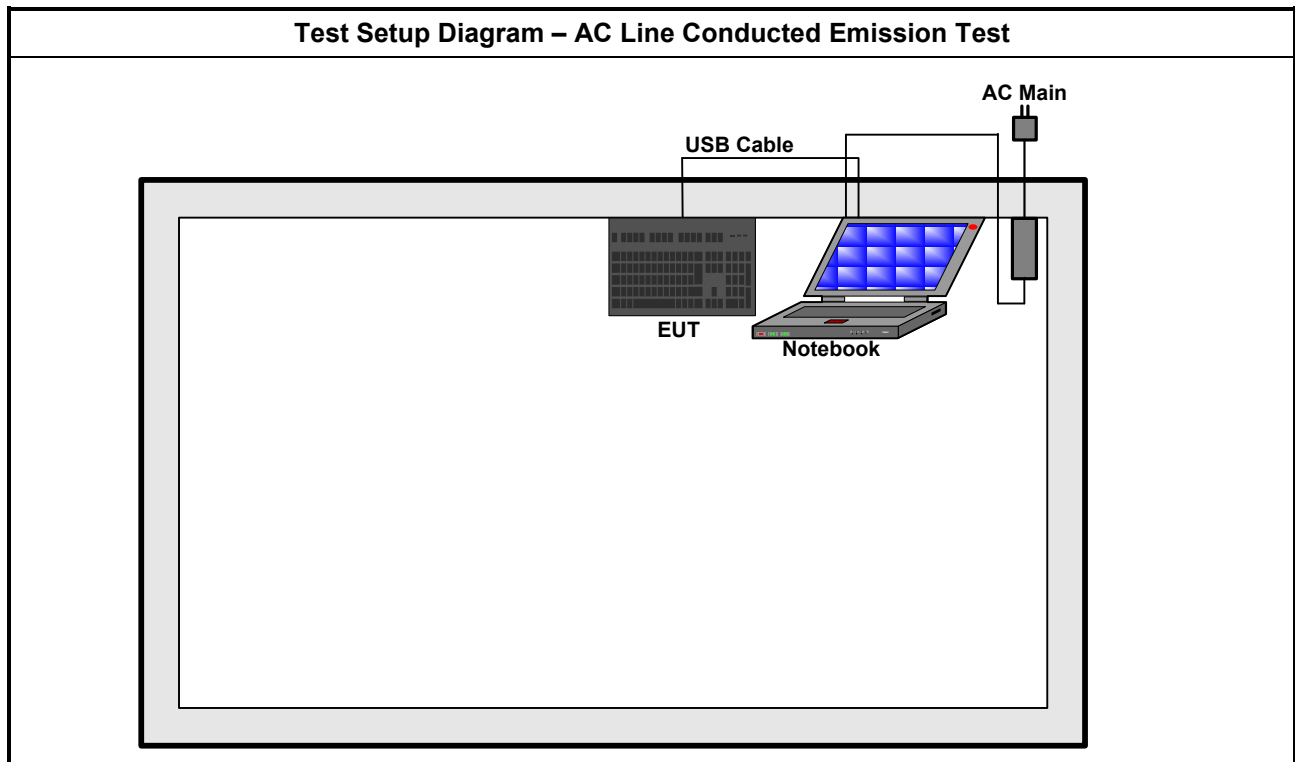 Test Setup Diagram – AC Line Conducted Emission Test
AC Main
USB Cable
EUT
Notebook